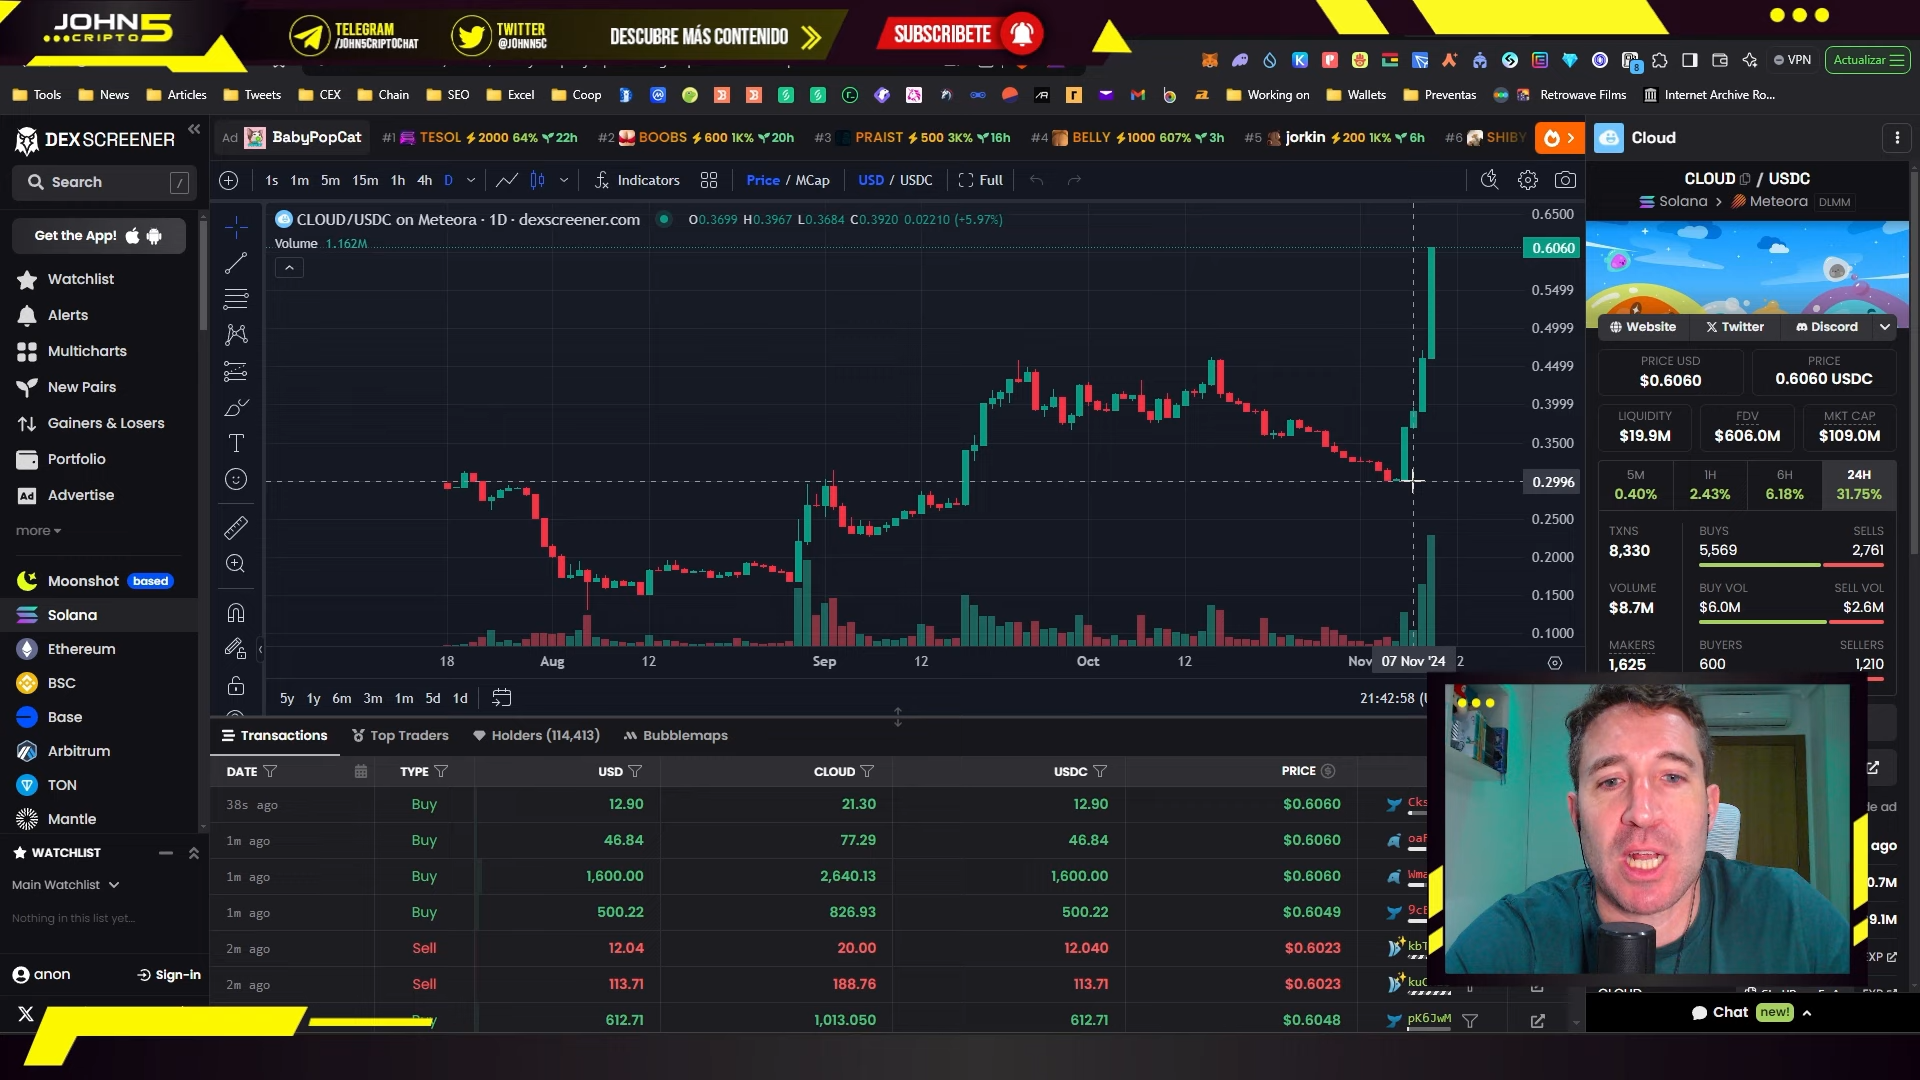 JOHN 5
CRIPTO
TELEGRAM
/JOHN5CRIPTOCHAT
TWITTER
@JOHNN5C
DESCUBRE MÁS CONTENIDO
SUBSCRIBETE
VPN
Actualizar
Tools
News
Articles
Tweets
CEX
Chain
SEO
Excel
Coop
Working on
Wallets
Preventas
Retrowave Films
Internet Archive Ro...
DEX SCREENER
Search
/
Get the App!
Watchlist
Alerts
Multicharts
New Pairs
Gainers & Losers
Portfolio
Ad
Advertise
more
Moonshot based
Solana
Ethereum
BSC
Base
Arbitrum
TON
Mantle
WATCHLIST
Main Watchlist
Nothing in this list yet...
anon
Sign-in
Ad BabyPopCat #1 TESOL 2000 64% 22h #2 BOOBS 600 1K% 20h #3 PRAIST 500 3K% 16h #4 BELLY 1000 607% 3h #5 jorkin 200 1K% 6h #6 SHIBY
1s 1m 5m 15m 1h 4h D Indicators Price / MCap USD / USDC Full
CLOUD/USDC on Meteora · 1D · dexscreener.com O0.3699 H0.3967 L0.3684 C0.3920 0.02210 (+5.97%)
Volume 1.162M
0.6500
0.6060
0.5499
0.4999
0.4499
0.3999
0.3500
0.2996
0.2500
0.2000
0.1500
0.1000
18 Aug 12 Sep 12 Oct 12 Nov 07 Nov '24 2
5y 1y 6m 3m 1m 5d 1d
21:42:58 (U
Transactions Top Traders Holders (114,413) Bubblemaps
DATE TYPE USD CLOUD USDC PRICE
38s ago Buy 12.90 21.30 12.90 $0.6060 Cks
1m ago Buy 46.84 77.29 46.84 $0.6060 oaF
1m ago Buy 1,600.00 2,640.13 1,600.00 $0.6060 Wma
1m ago Buy 500.22 826.93 500.22 $0.6049
2m ago Sell 12.04 20.00 12.040 $0.6023
2m ago Sell 113.71 188.76 113.71 $0.6023
612.71 1,013.050 612.71 $0.6048 pK6JwM
Cloud
CLOUD / USDC
Solana > Meteora DLMM
Website
Twitter
Discord
PRICE USD
$0.6060
PRICE
0.6060 USDC
LIQUIDITY
$19.9M
FDV
$606.0M
MKT CAP
$109.0M
5M
0.40%
1H
2.43%
6H
6.18%
24H
31.75%
TXNS
8,330
BUYS
5,569
SELLS
2,761
VOLUME
$8.7M
BUY VOL
$6.0M
SELL VOL
$2.6M
MAKERS
1,625
BUYERS
600
SELLERS
1,210
ago
0.7M
9.1M
Chat new!